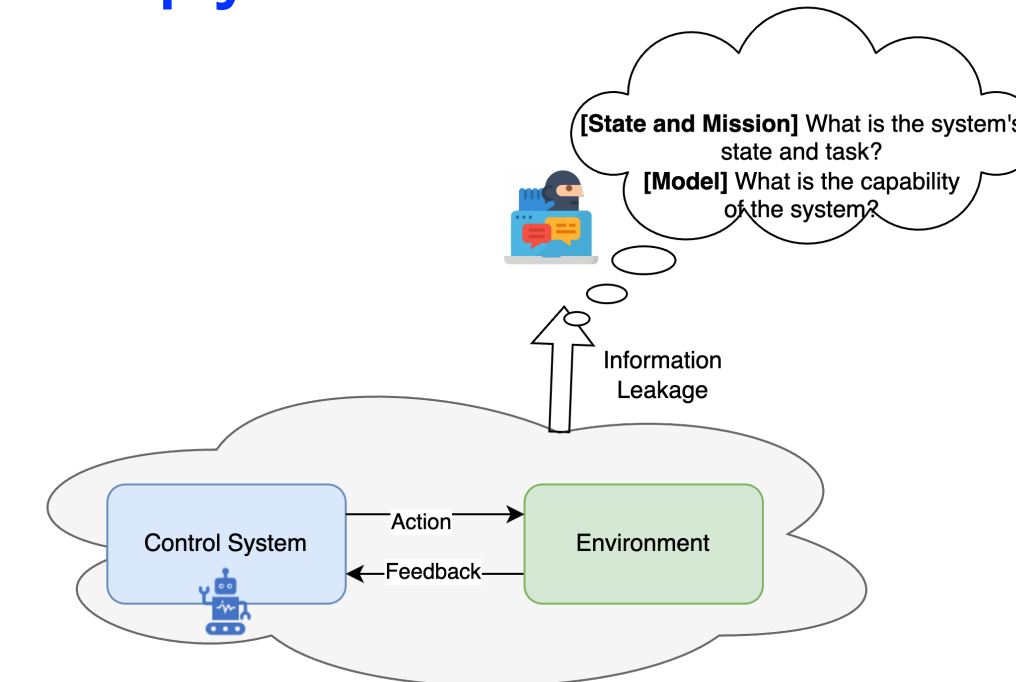 [State and Mission] What is the system's
state and task?
[Model] What is the capability
of the system?
Information
Leakage
Action
Control System
Environment
Feedback